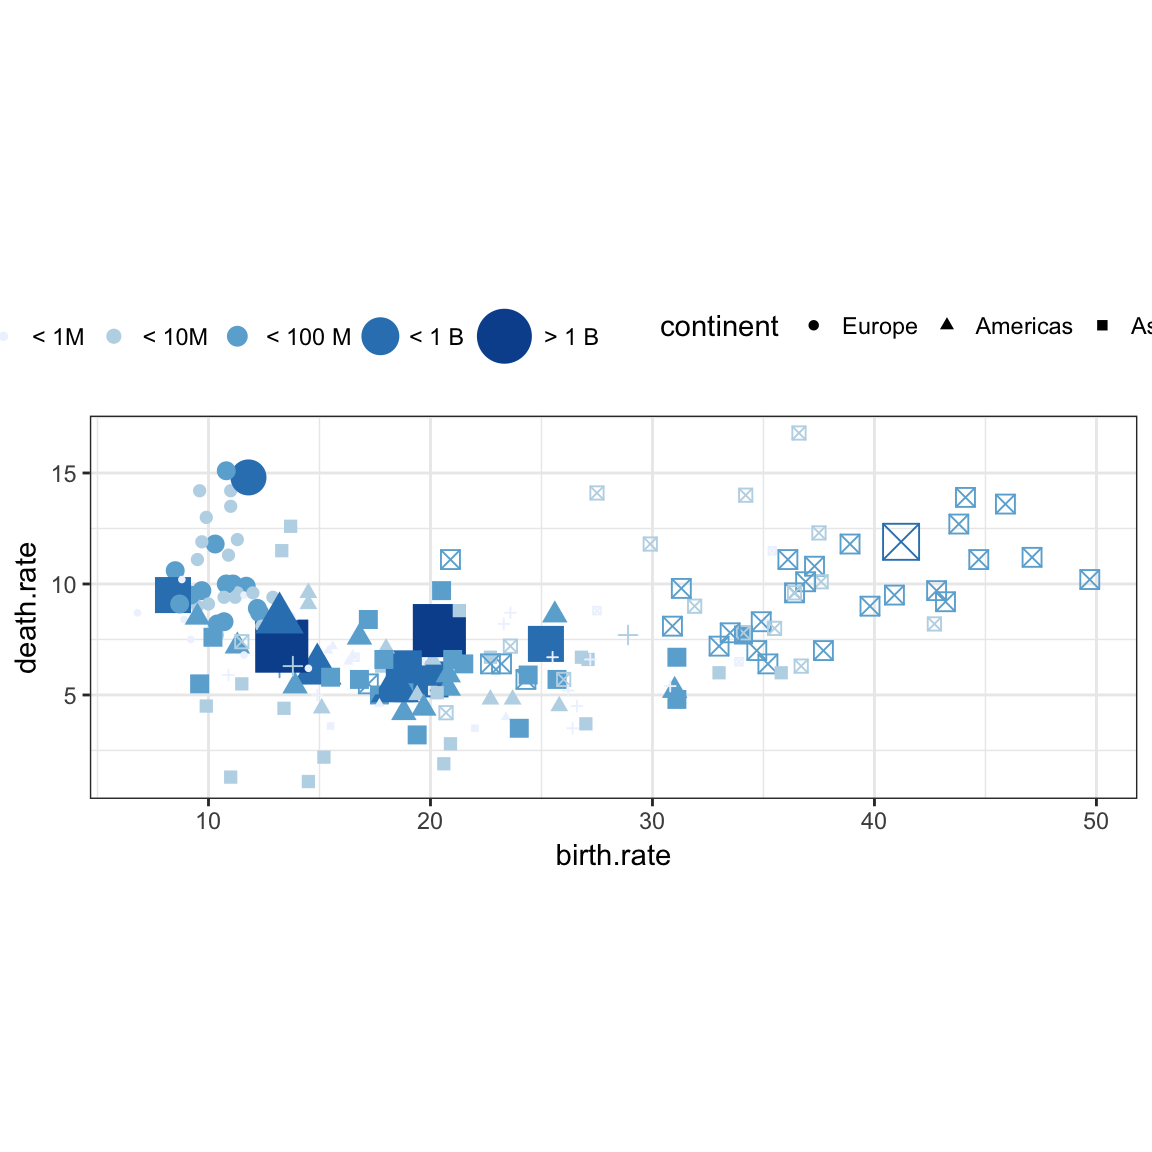 < 1M < 10M < 100 M < 1 B > 1 B continent Europe Americas As
15
10
5
death.rate
10 20 30 40 50
birth.rate